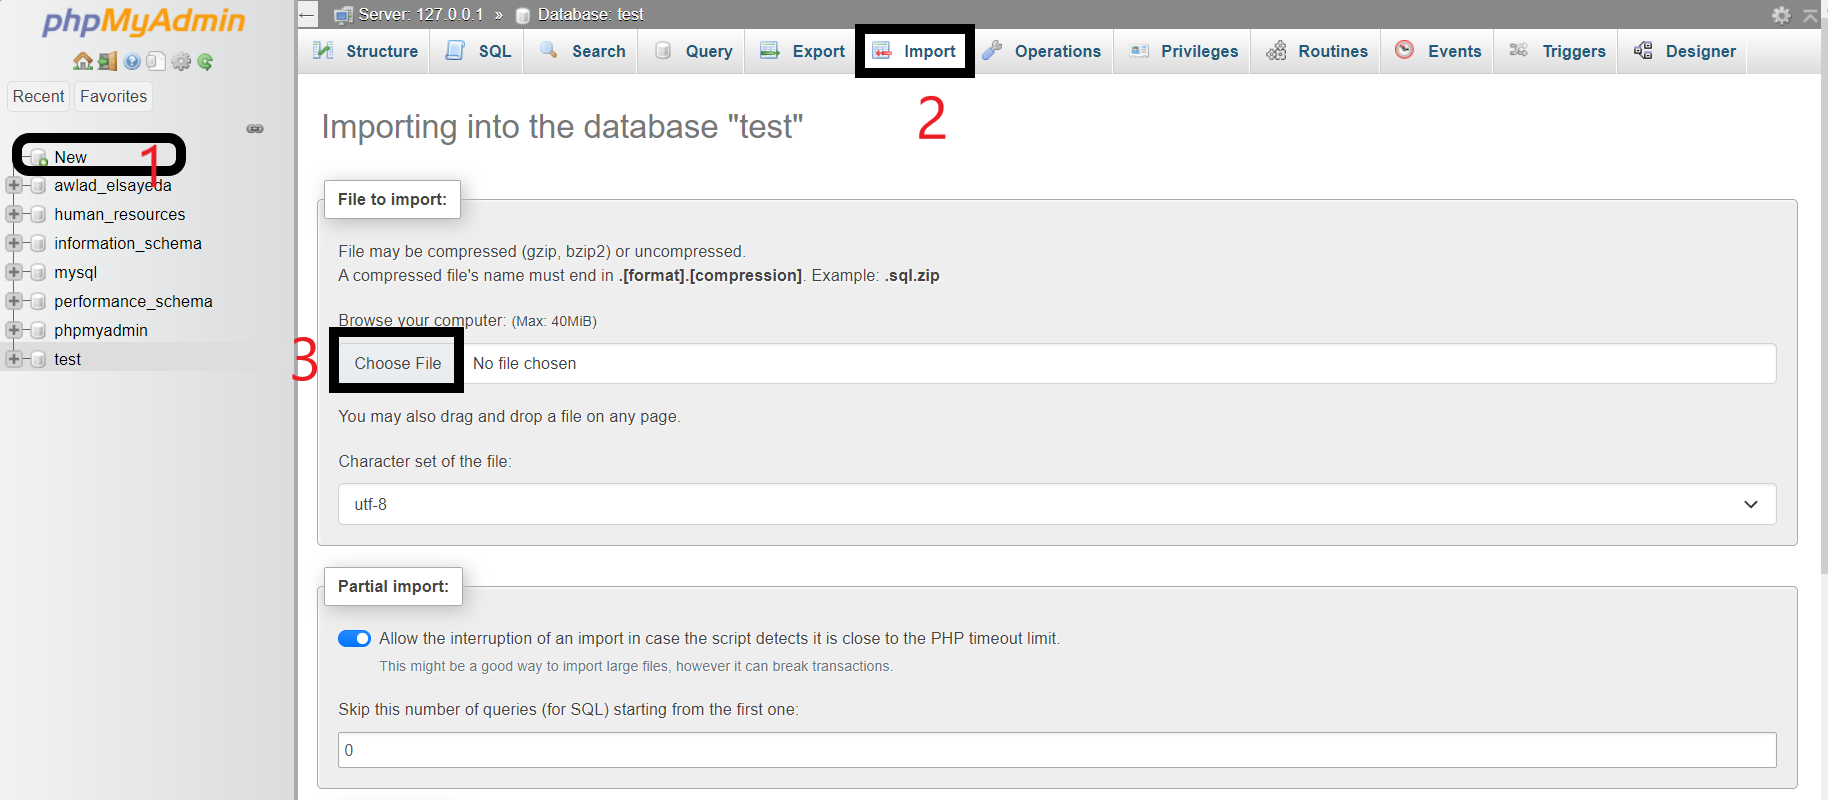 phpMyAdmin
Recent Favorites
New
1
awlad_elsayeda
human_resources
information_schema
mysql
performance_schema
phpmyadmin
test
← Server: 127.0.0.1 » Database: test
Structure SQL Search Query Export Import Operations Privileges Routines Events Triggers Designer
2
Importing into the database "test"
File to import:
File may be compressed (gzip, bzip2) or uncompressed.
A compressed file's name must end in .[format].[compression]. Example: .sql.zip
Browse your computer: (Max: 40MiB)
3
Choose File No file chosen
You may also drag and drop a file on any page.
Character set of the file:
utf-8
Partial import:
Allow the interruption of an import in case the script detects it is close to the PHP timeout limit.
This might be a good way to import large files, however it can break transactions.
Skip this number of queries (for SQL) starting from the first one:
0